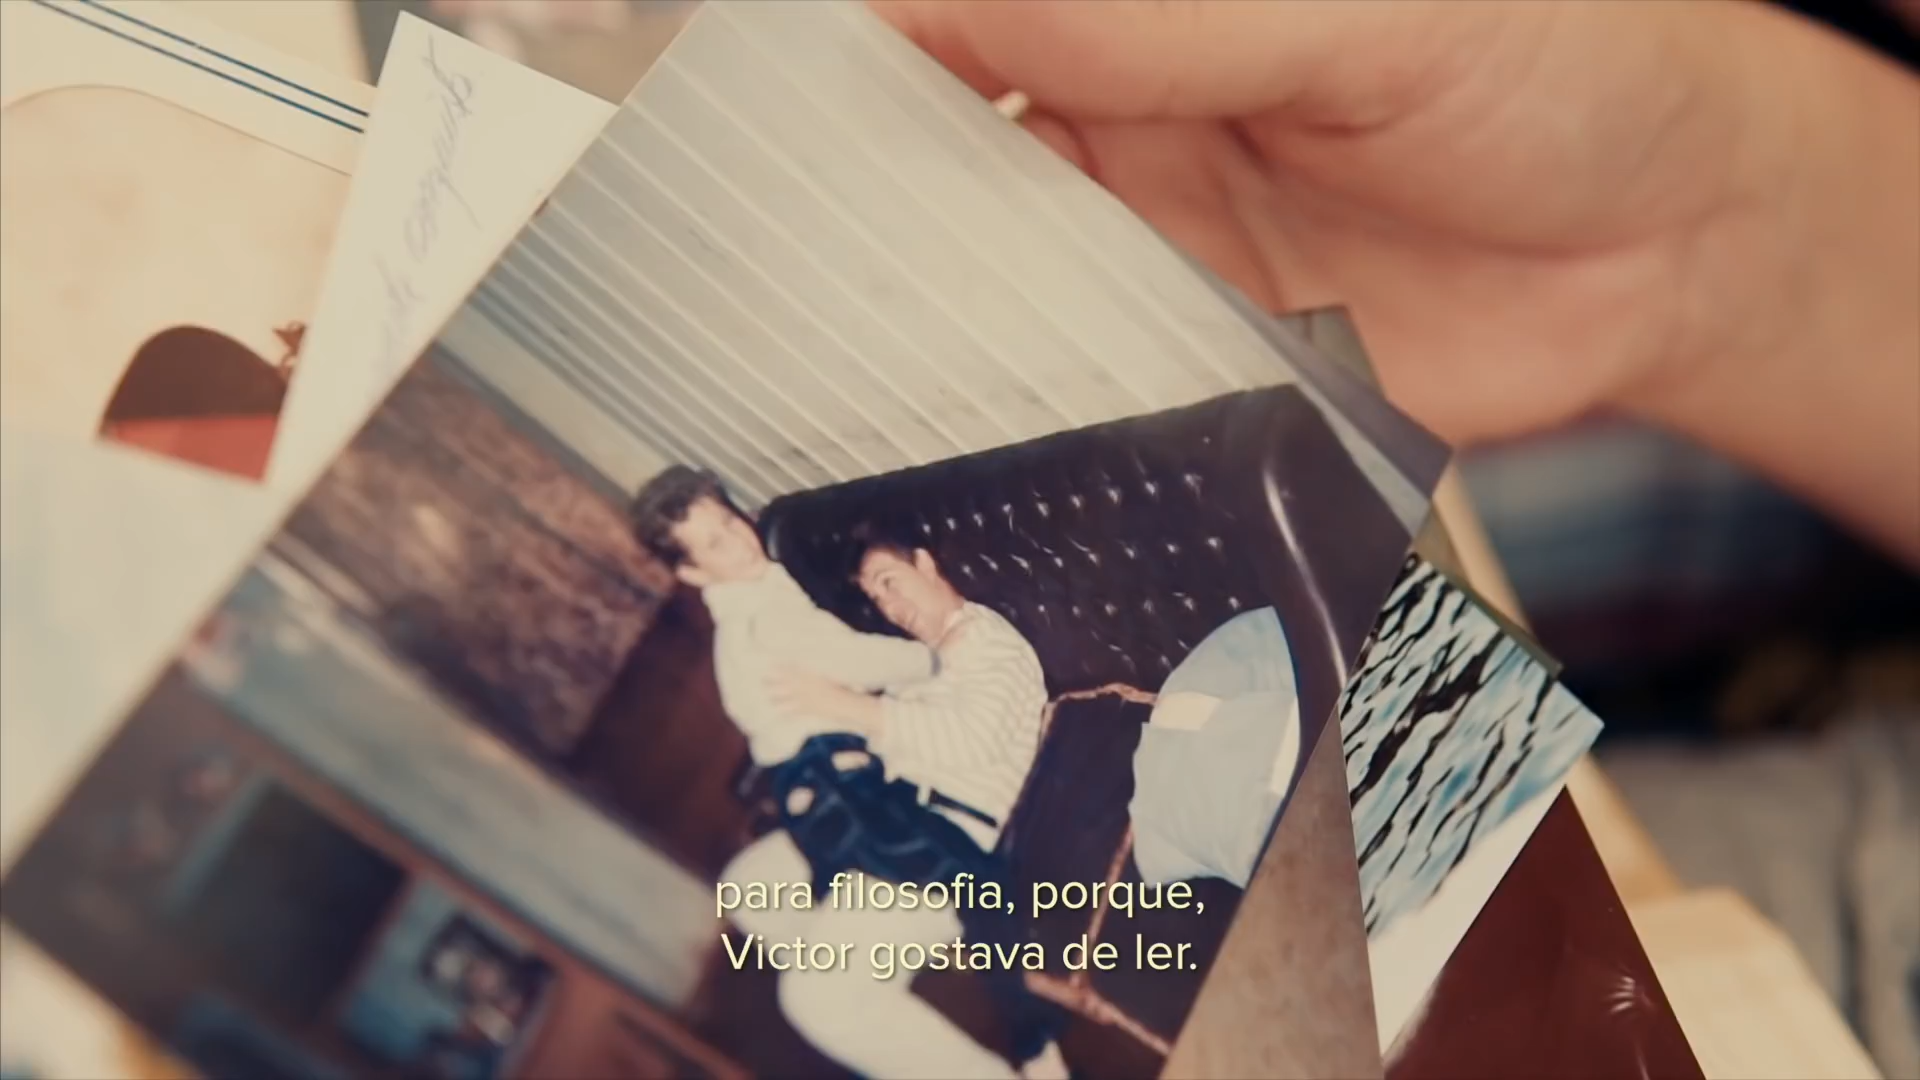 para filosofia, porque,
Victor gostava de ler.